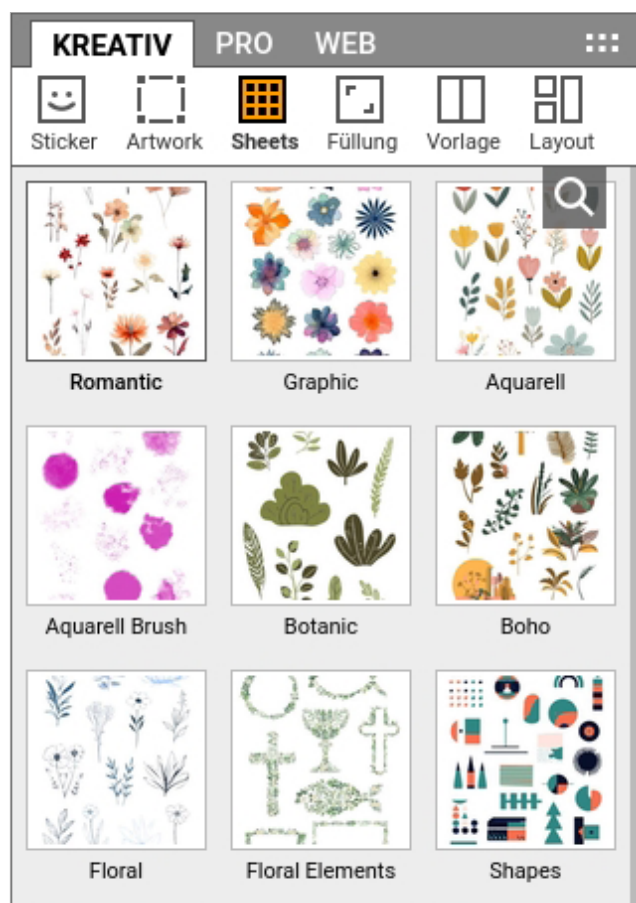 KREATIV PRO WEB
Sticker Artwork Sheets Füllung Vorlage Layout
Romantic Graphic Aquarell
Aquarell Brush Botanic Boho
Floral Floral Elements Shapes